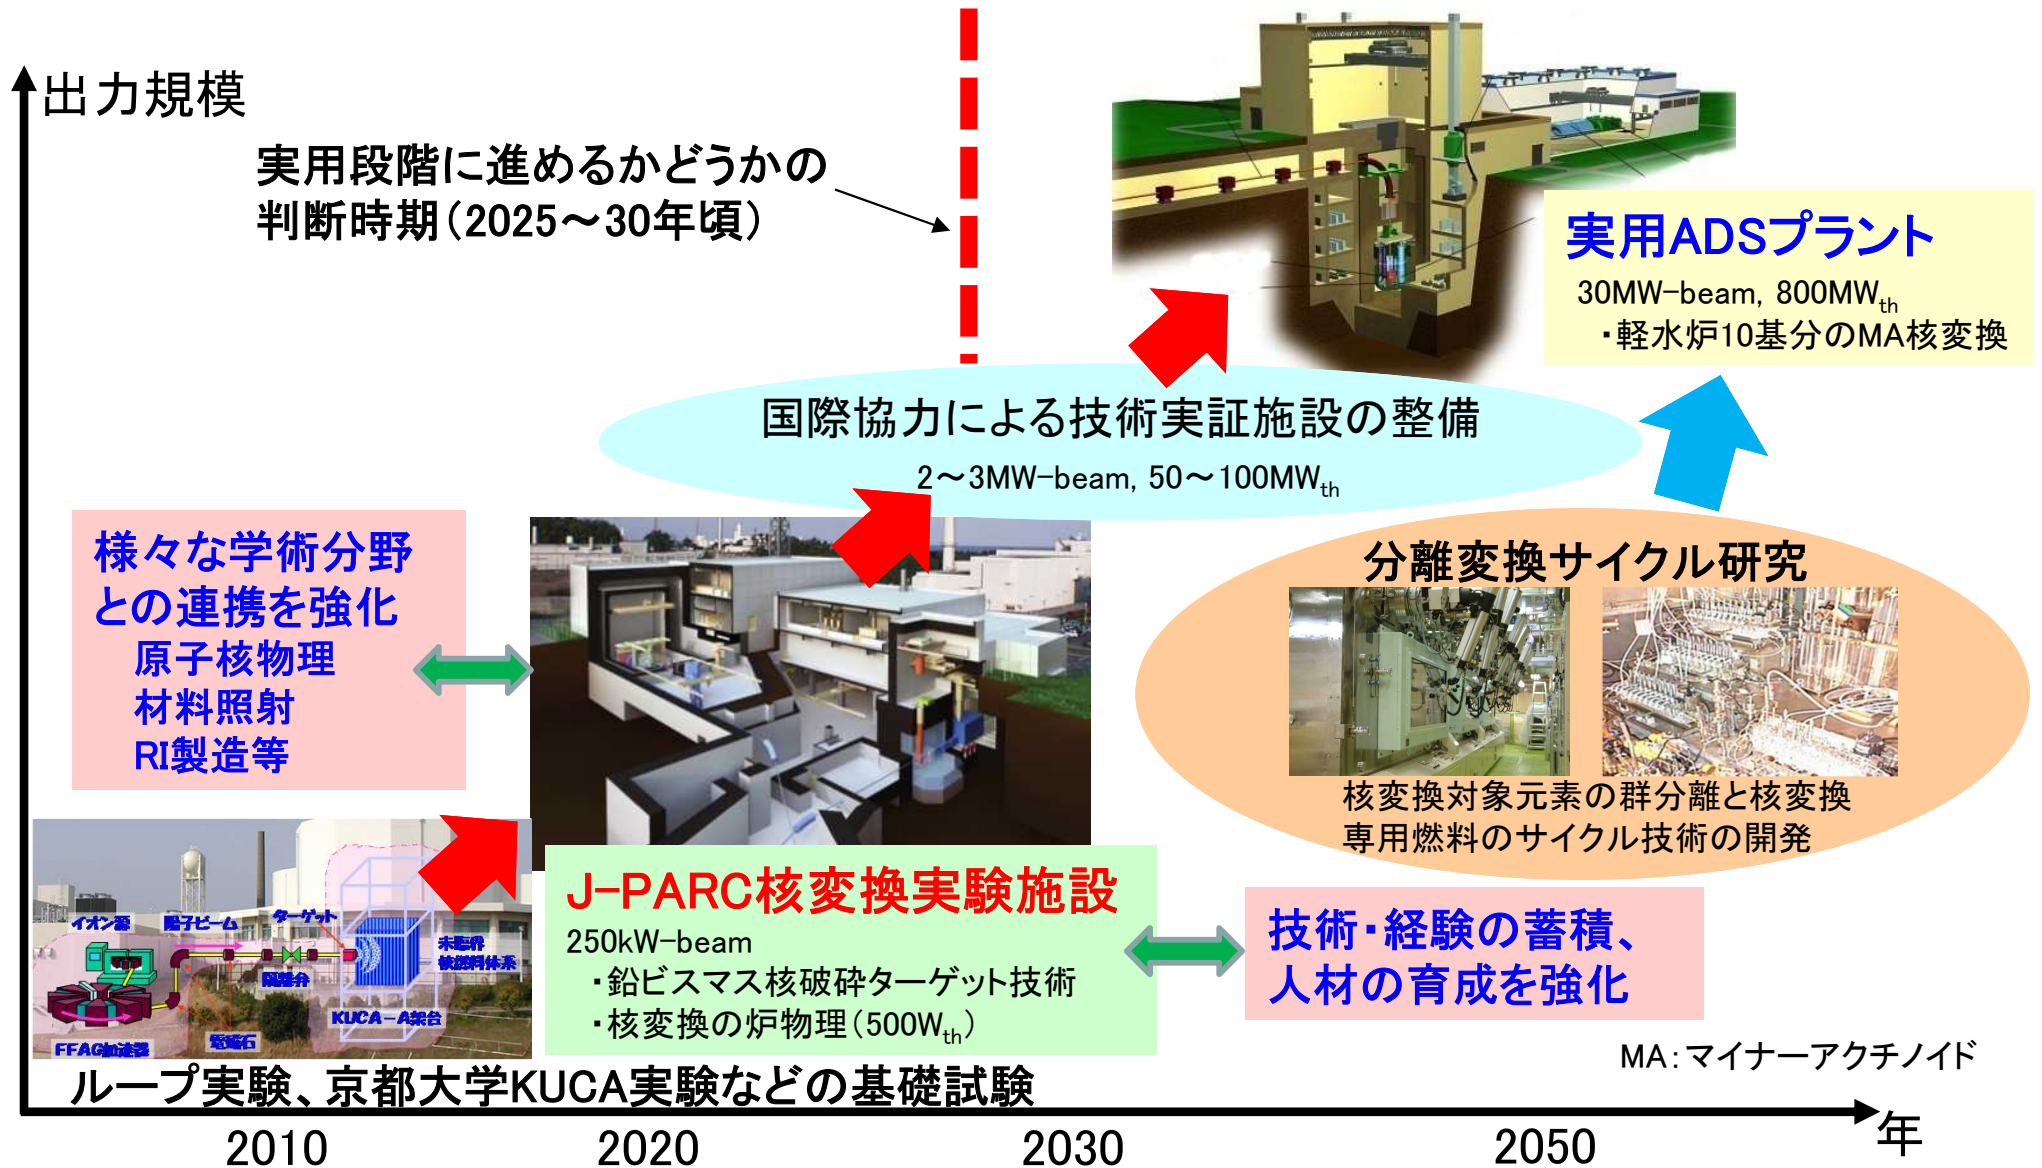 出力規模
実用段階に進めるかどうかの
判断時期（2025～30年頃）
実用ADSプラント
30MW-beam, 800MWth
・軽水炉10基分のMA核変換
国際協力による技術実証施設の整備
2～3MW-beam, 50～100MWth
様々な学術分野
との連携を強化
原子核物理
材料照射
RI製造等
分離変換サイクル研究
核変換対象元素の群分離と核変換
専用燃料のサイクル技術の開発
イオン源
陽子ビーム
ターゲット
未臨界
核燃料体系
隔離弁
KUCA-A架台
電磁石
FFAG加速器
J-PARC核変換実験施設
250kW-beam
・鉛ビスマス核破砕ターゲット技術
・核変換の炉物理（500Wth）
技術・経験の蓄積、
人材の育成を強化
MA：マイナーアクチノイド
ループ実験、京都大学KUCA実験などの基礎試験
2010
2020
2030
2050
年